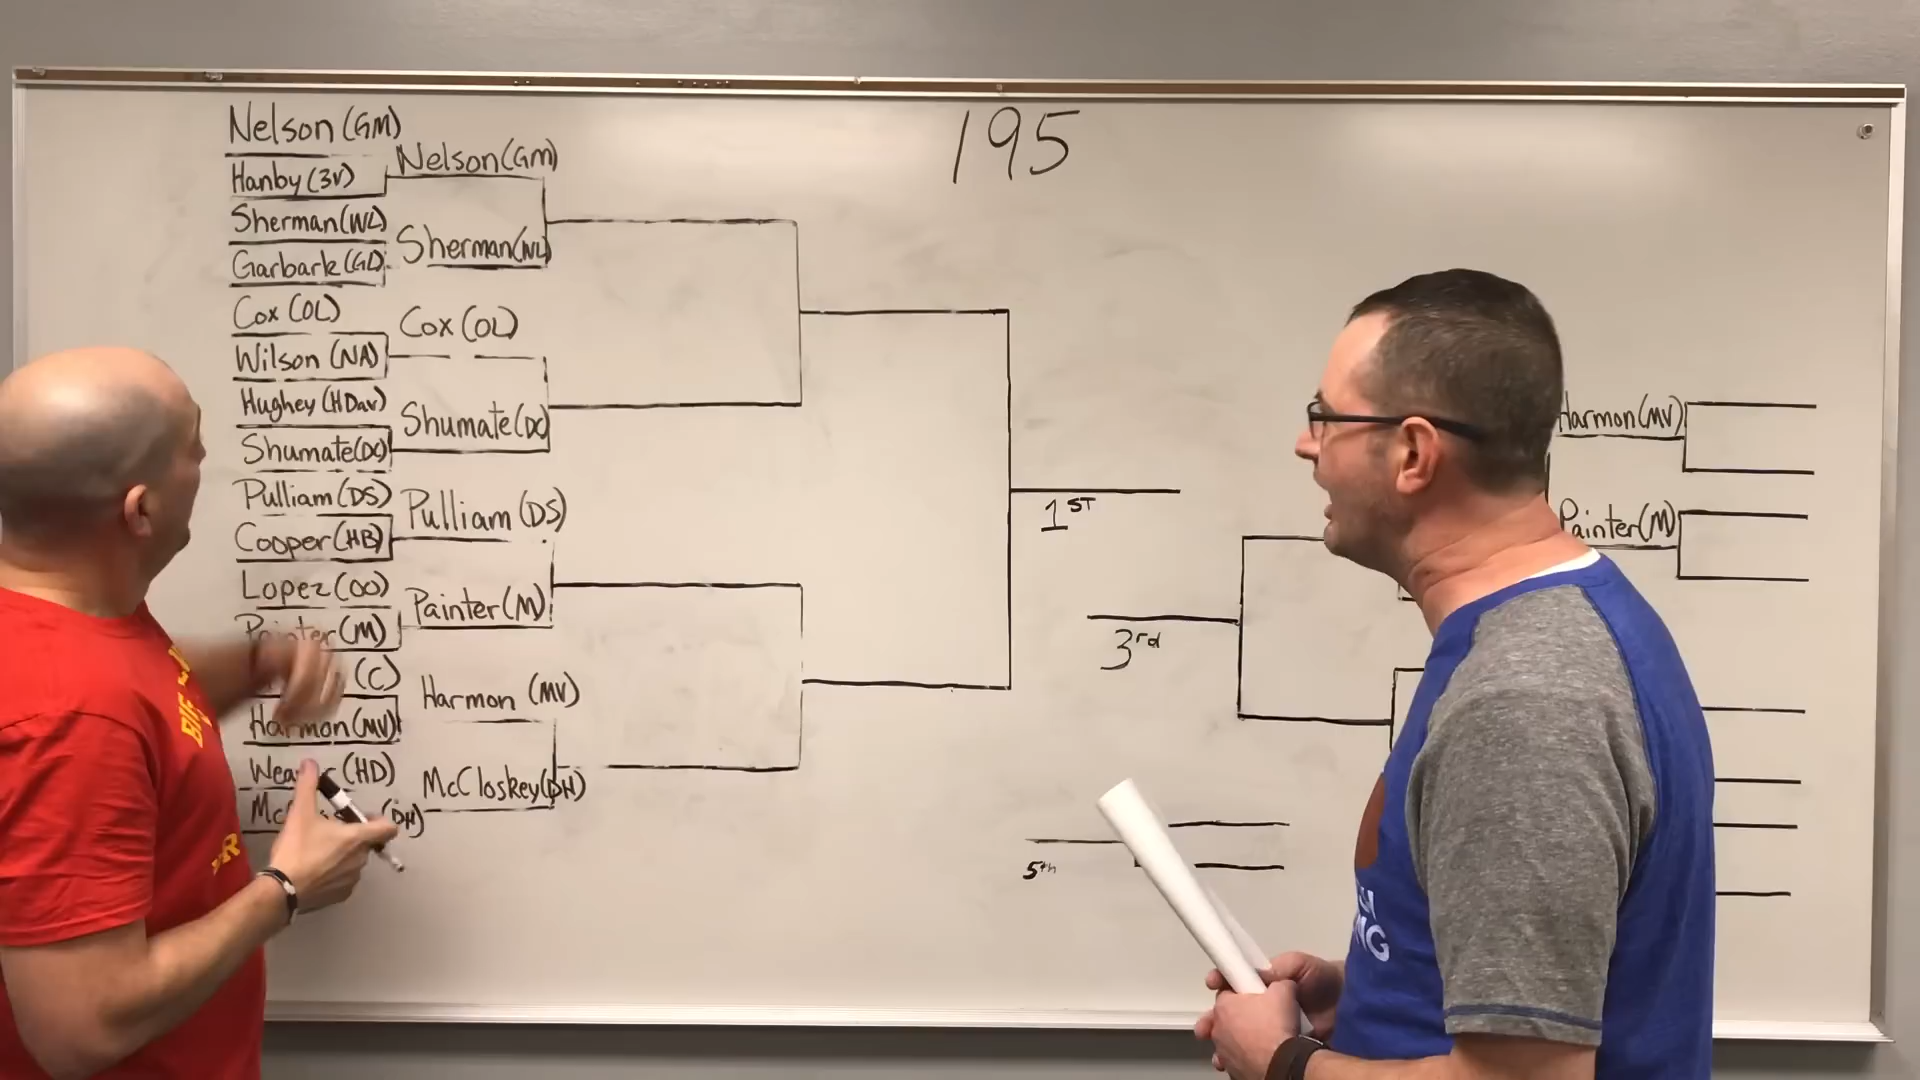 195
Nelson (GM)
Hanby (3V)
Sherman (WL)
Garbark (GD)
Cox (OL)
Wilson (NA)
Hughey (HDav)
Shumate (DC)
Pulliam (DS)
Cooper (HB)
Lopez (OO)
Painter (M)
(C)
Harmon (MV)
(HD)
(DH)
Nelson (GM)
Sherman (WL)
Cox (OL)
Shumate (DC)
Pulliam (DS)
Painter (M)
Harmon (MV)
McCloskey (DH)
1ST
3rd
5th
Harmon (MV)
Painter (M)